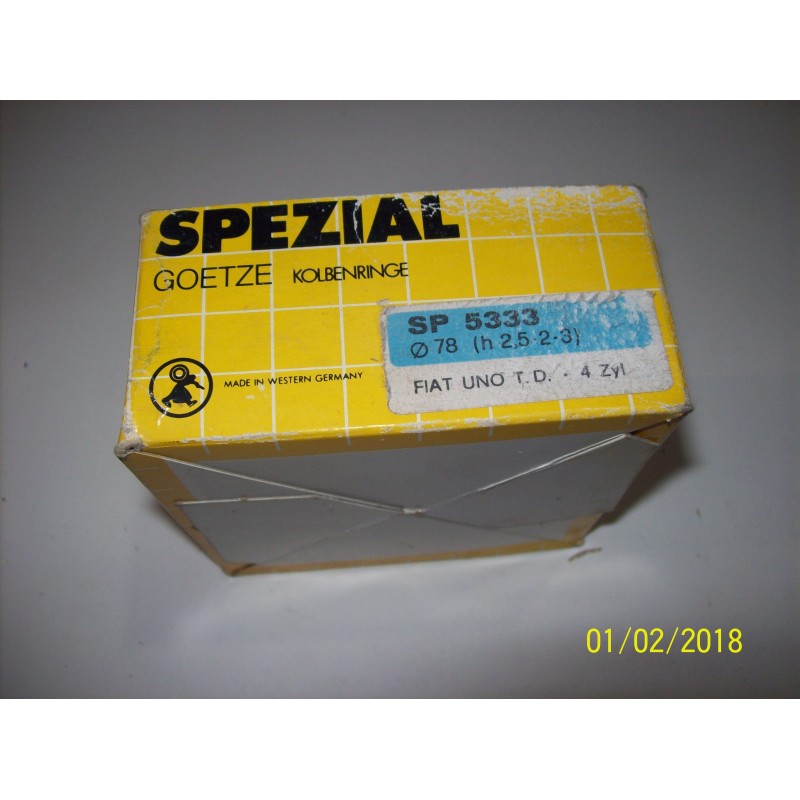 SPEZIAL
GOETZE KOLBENRINGE
SP 5333
Ø 78 (h 2,5-2-3)
FIAT UNO T.D. - 4 Zyl.
MADE IN WESTERN GERMANY
01/02/2018